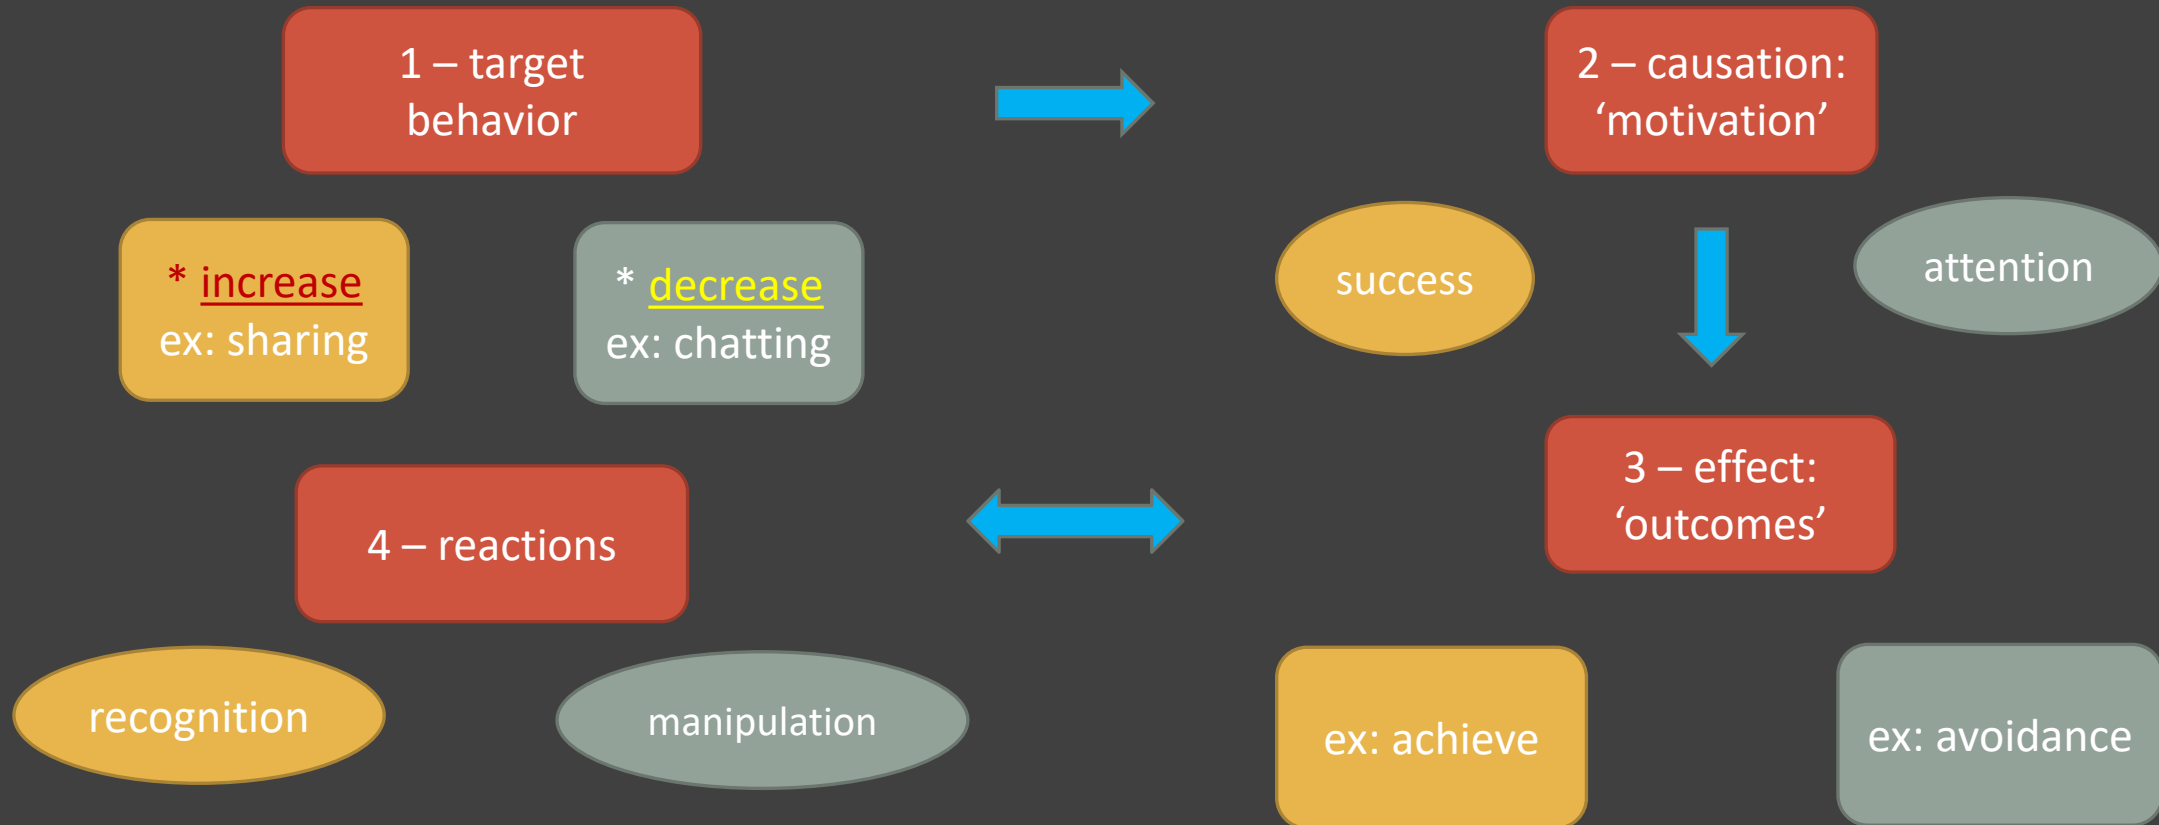 1 – target
behavior
2 – causation:
‘motivation’
* increase
ex: sharing
* decrease
ex: chatting
success
attention
4 – reactions
3 – effect:
‘outcomes’
recognition
manipulation
ex: achieve
ex: avoidance